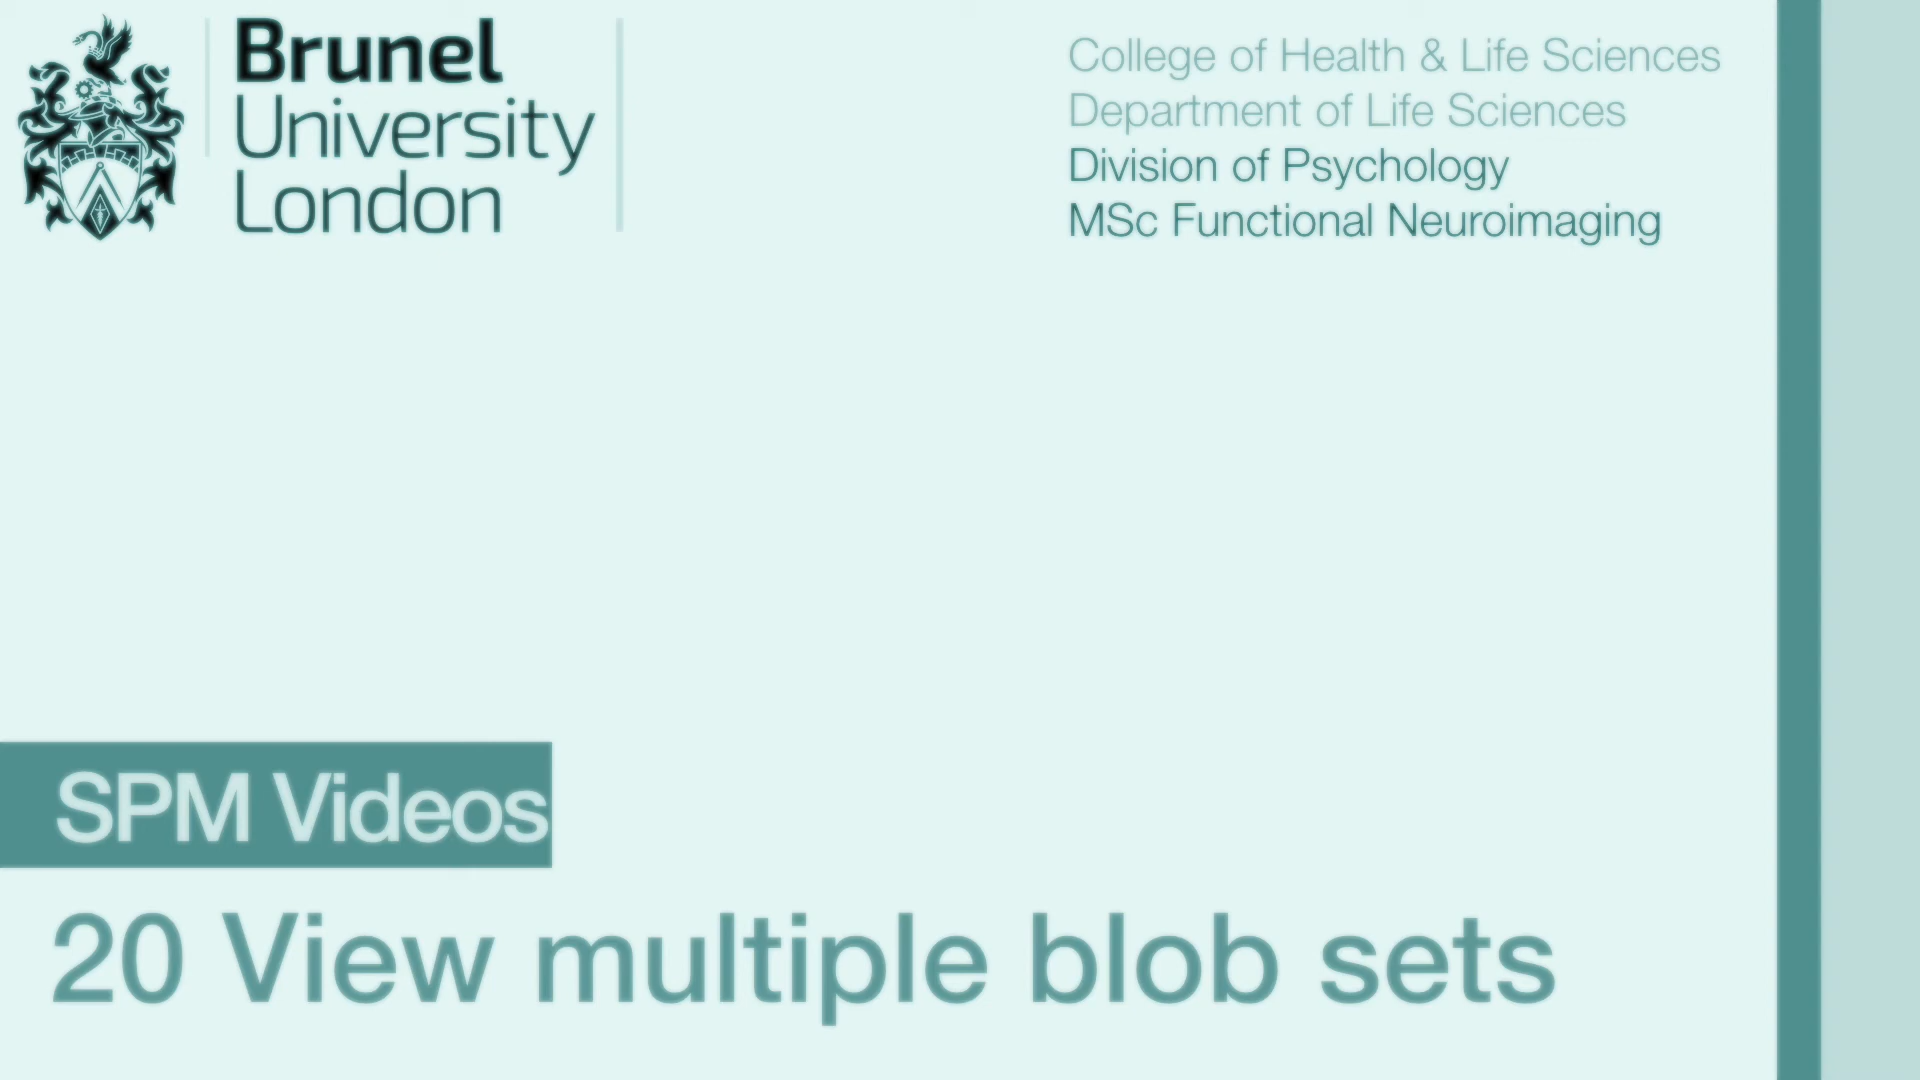 Brunel
University
London
College of Health & Life Sciences
Department of Life Sciences
Division of Psychology
MSc Functional Neuroimaging
SPM Videos
20 View multiple blob sets